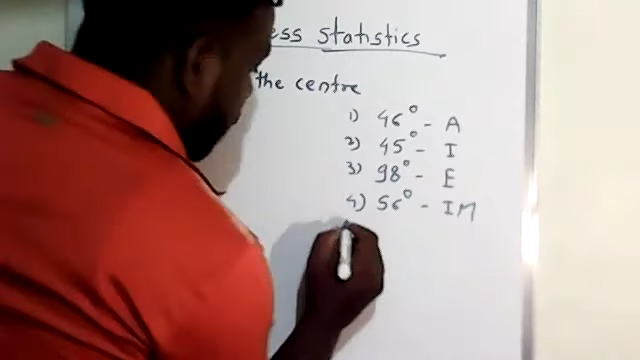 ess statistics
the centre
1) 46° - A
2) 45° - I
3) 98° - E
4) 56° - IM